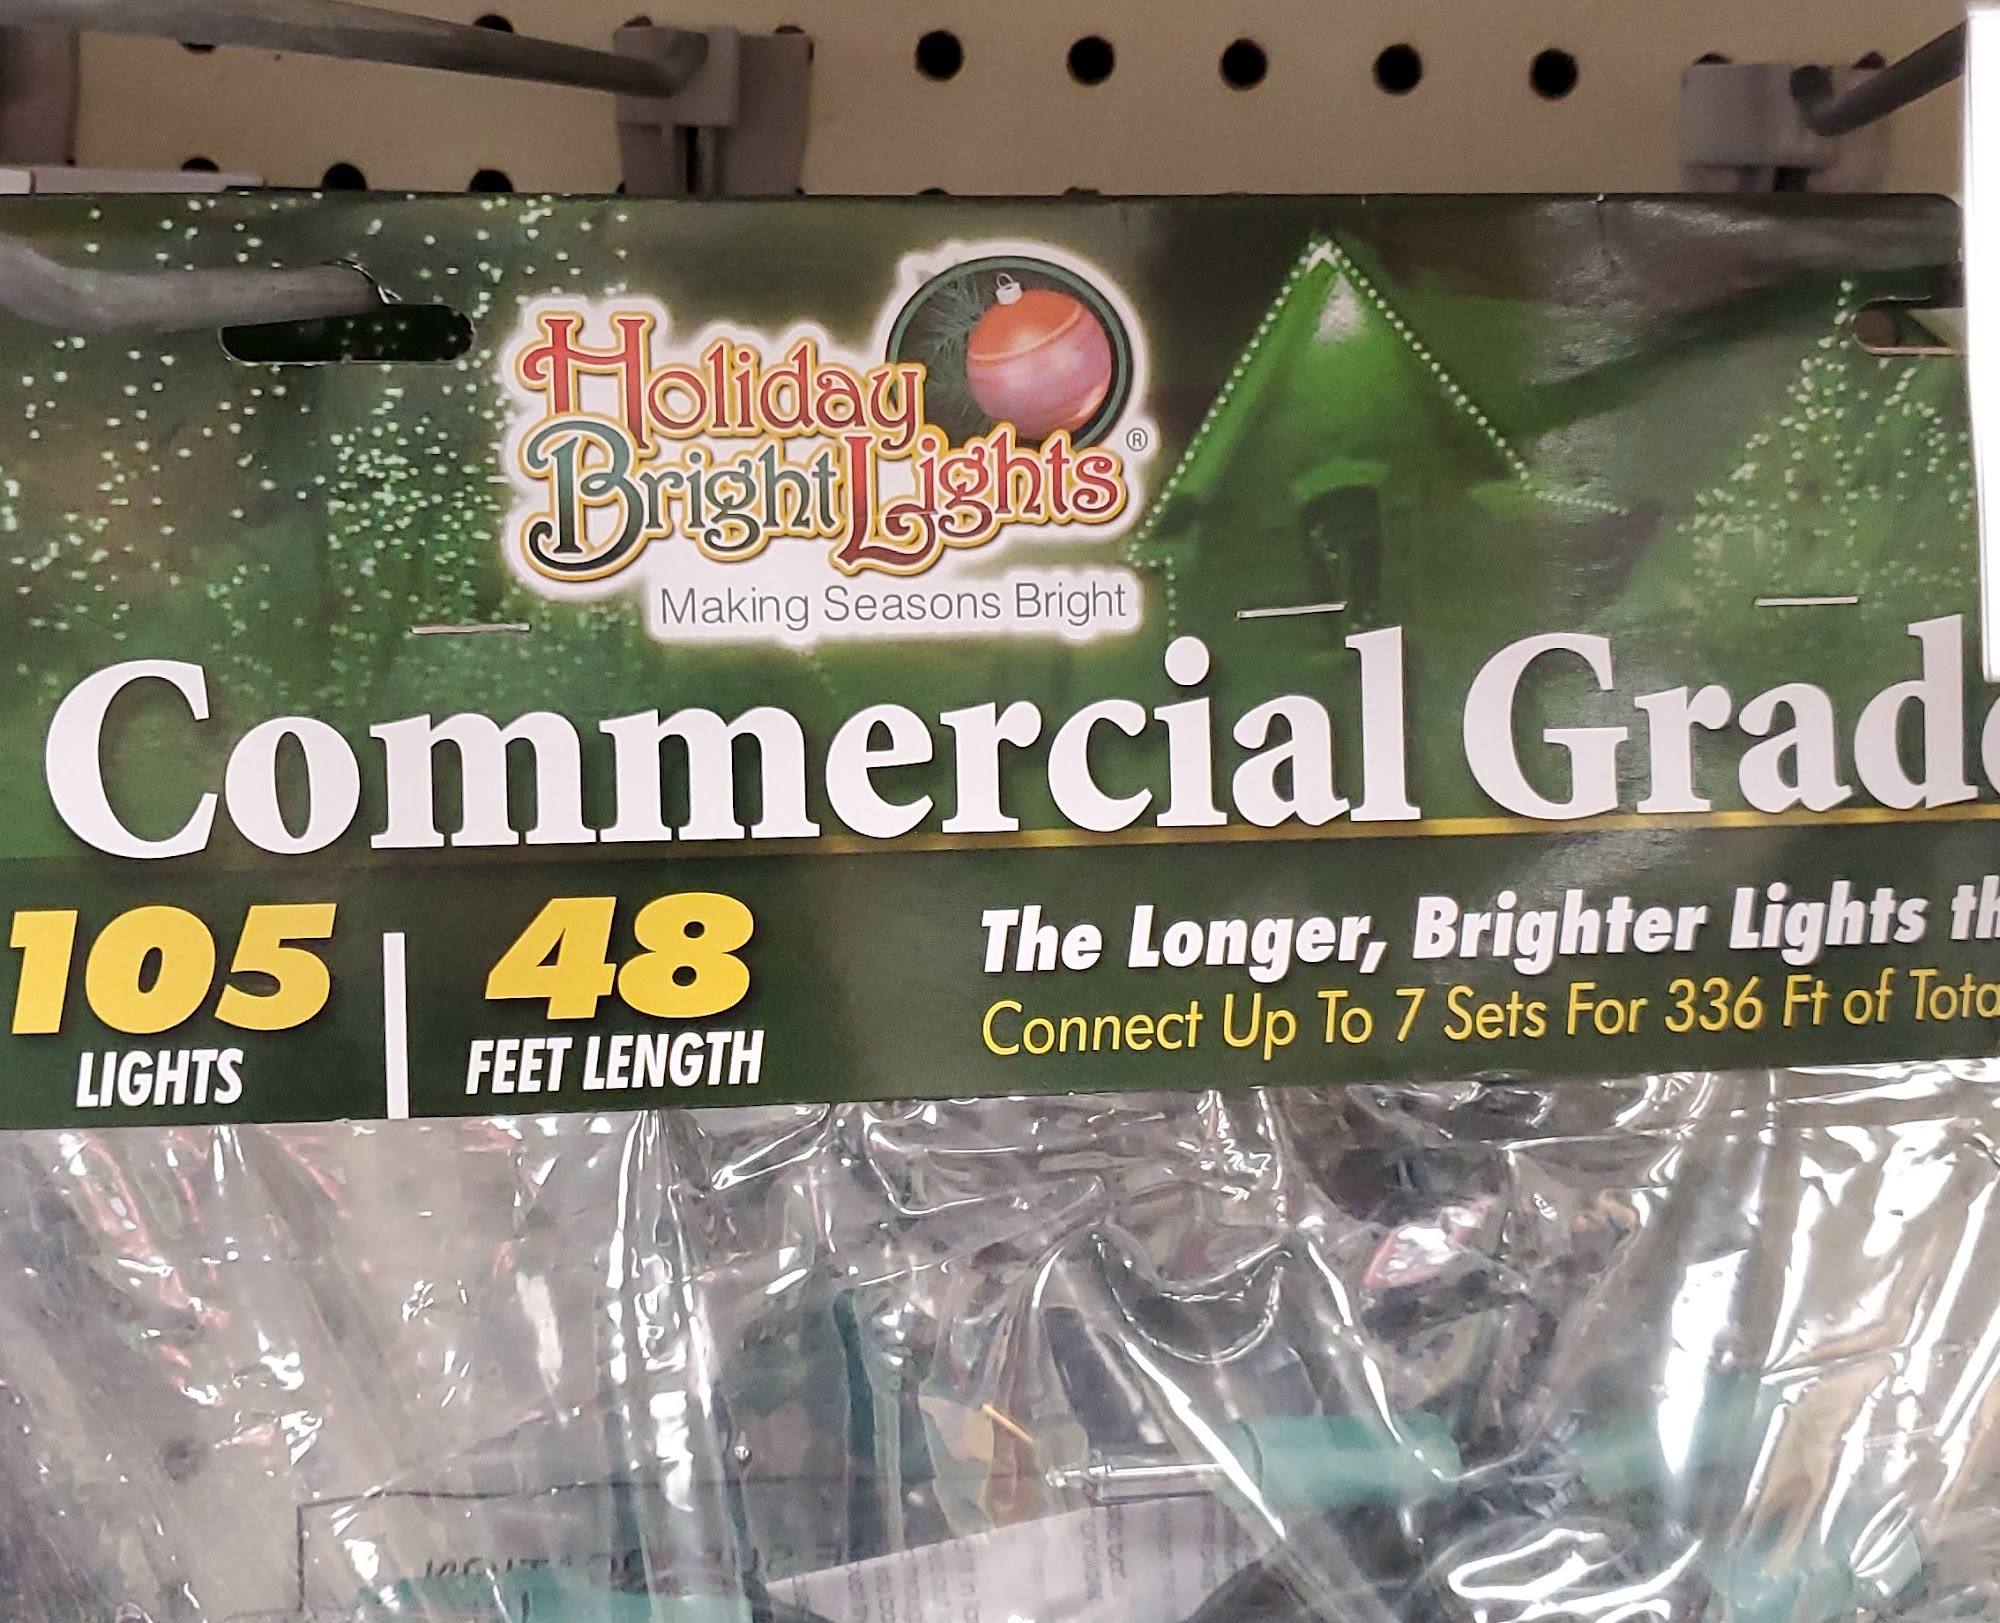 Holiday
Bright Lights®
Making Seasons Bright
Commercial Grade
105
LIGHTS
48
FEET LENGTH
The Longer, Brighter Lights th
Connect Up To 7 Sets For 336 Ft of Tota